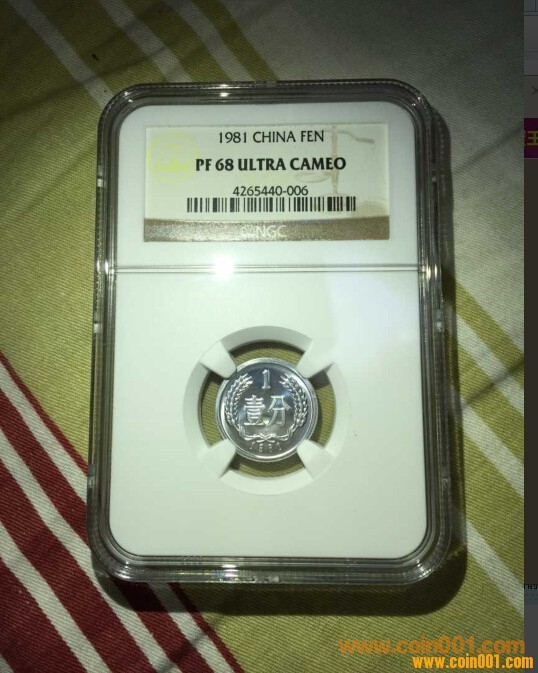 1981 CHINA FEN
PF 68 ULTRA CAMEO
4265440-006
NGC
1
壹分
1981
www.coin001.com
www.coin001.com